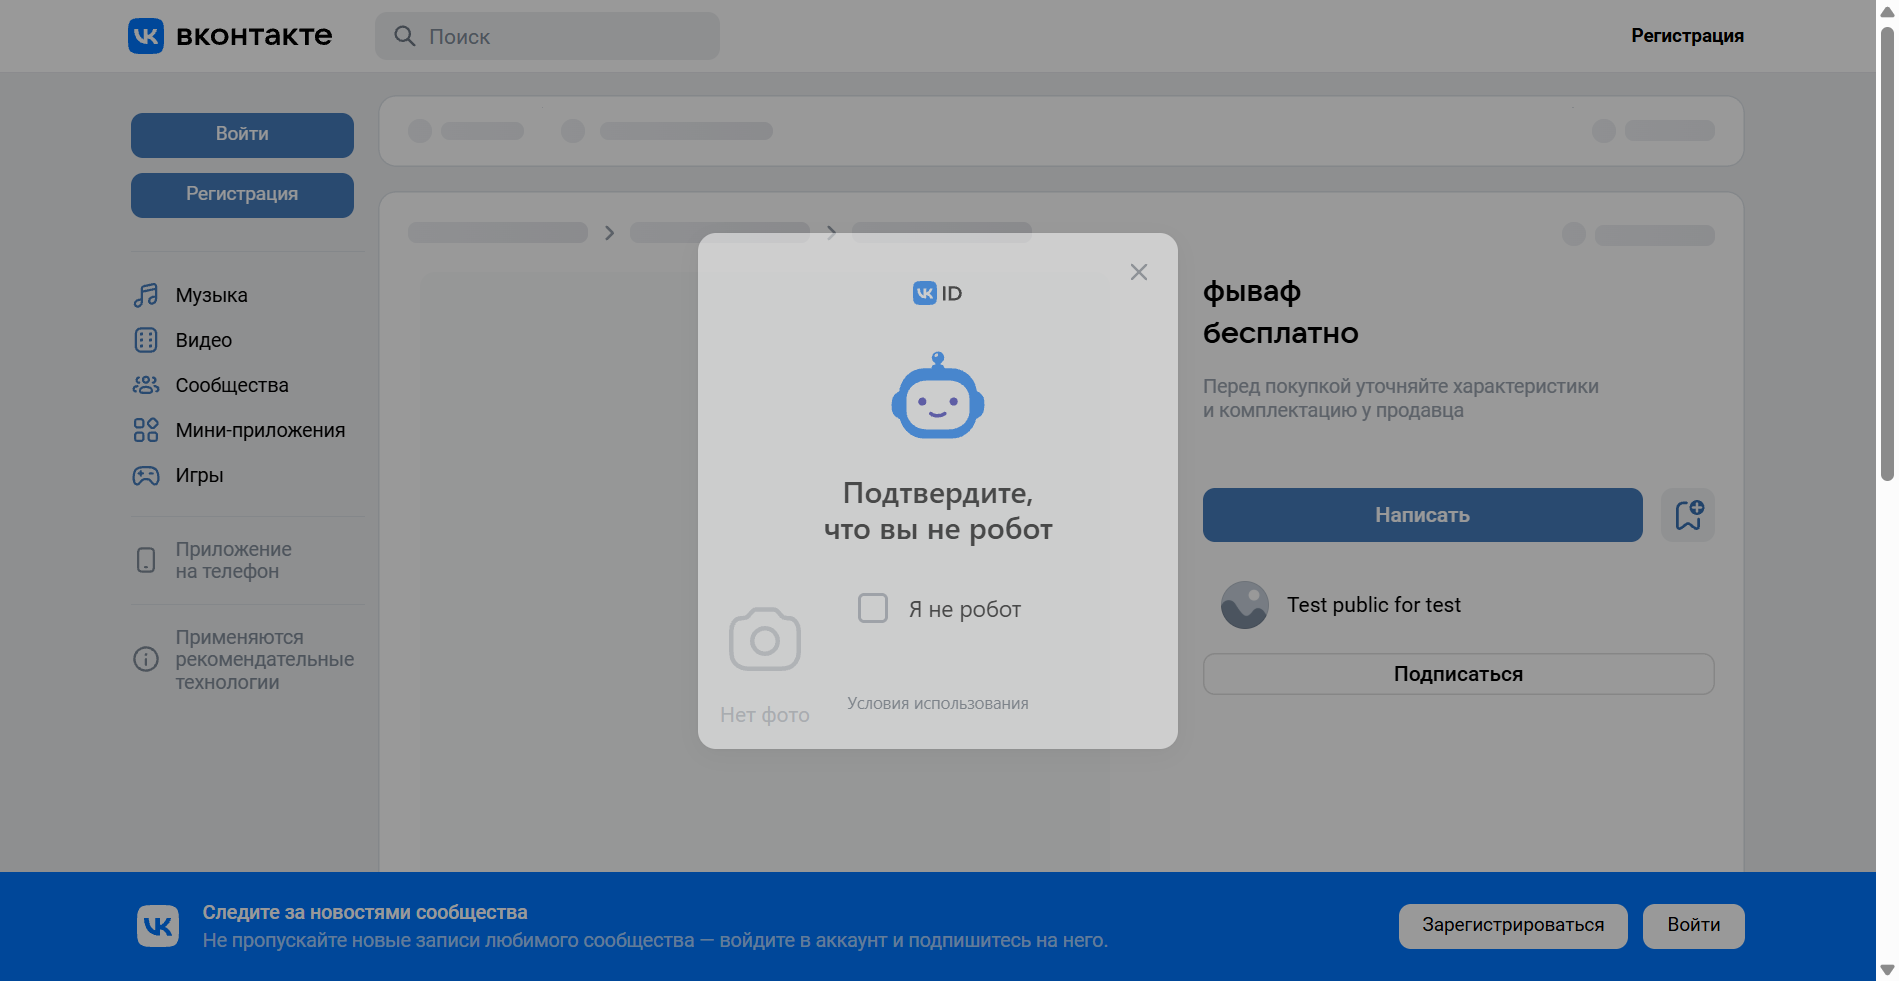 вконтакте
Поиск
Регистрация
Войти
Регистрация
Музыка
Видео
Сообщества
Мини-приложения
Игры
Приложение
на телефон
Применяются
рекомендательные
технологии
VK ID
Подтвердите,
что вы не робот
Я не робот
Условия использования
Нет фото
фываф
бесплатно
Перед покупкой уточняйте характеристики
и комплектацию у продавца
Написать
Test public for test
Подписаться
Следите за новостями сообщества
Не пропускайте новые записи любимого сообщества — войдите в аккаунт и подпишитесь на него.
Зарегистрироваться
Войти